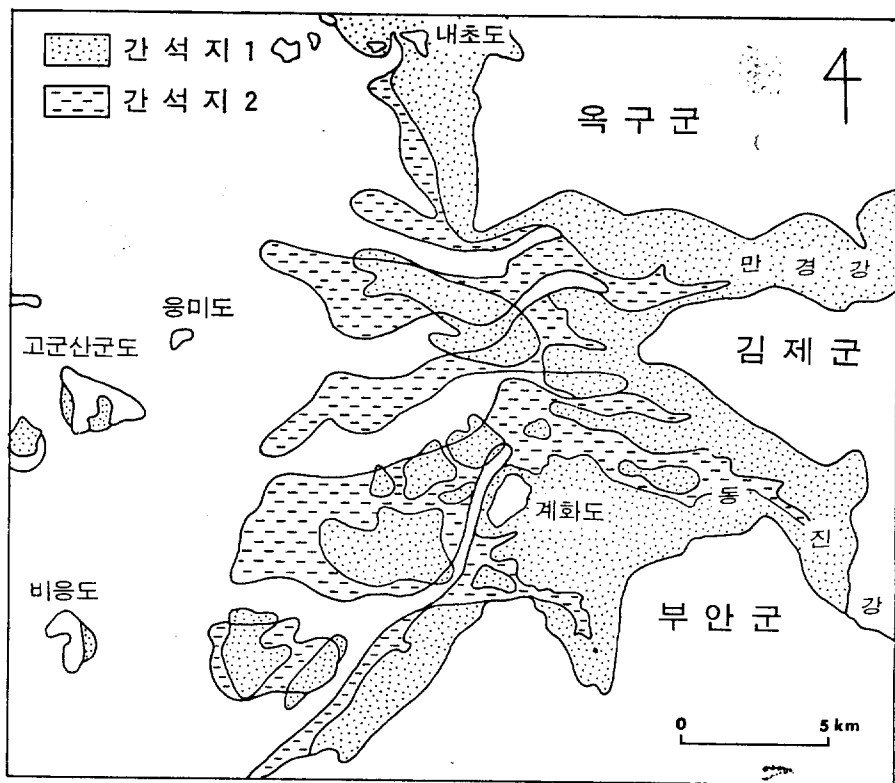 간석지 1
간석지 2
내초도
옥구군
만경강
웅미도
고군산군도
김제군
계화도
동진강
비응도
부안군
0 5 km